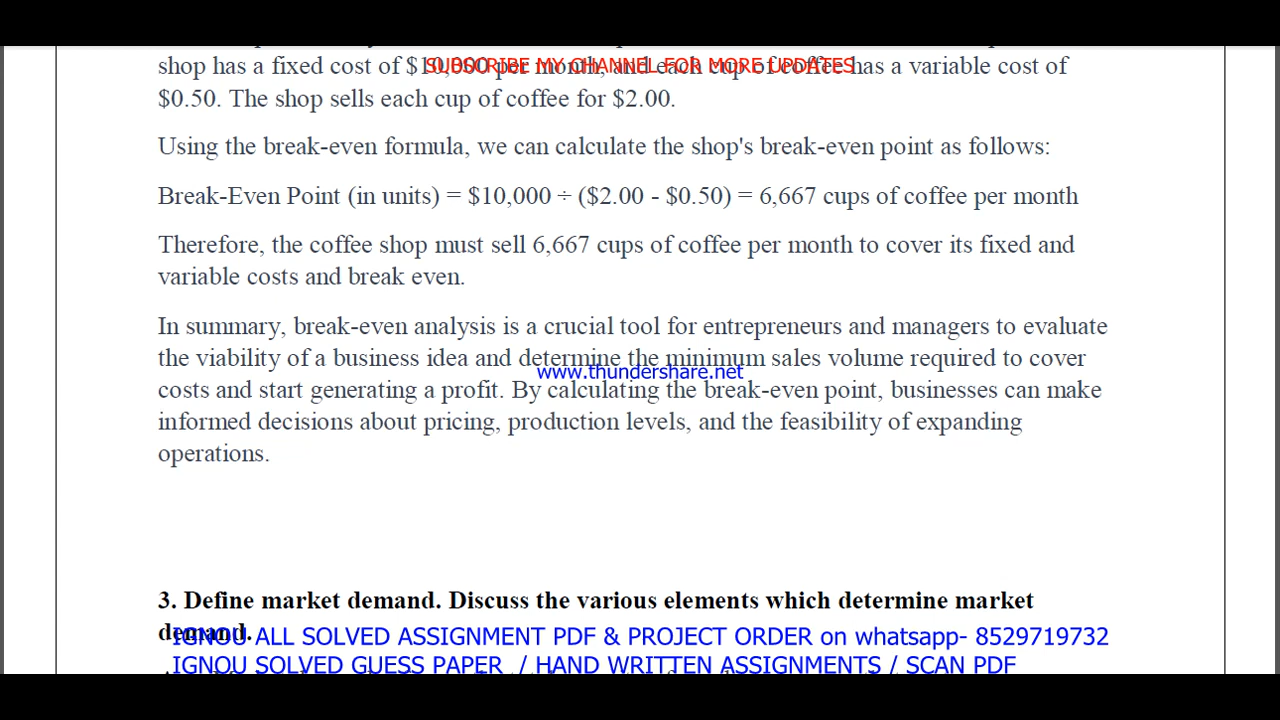 shop has a fixed cost of $10,000 per month, and each cup of coffee has a variable cost of
SUBSCRIBE MY CHANNEL FOR MORE UPDATES
$0.50. The shop sells each cup of coffee for $2.00.
Using the break-even formula, we can calculate the shop's break-even point as follows:
Break-Even Point (in units) = $10,000 ÷ ($2.00 - $0.50) = 6,667 cups of coffee per month
Therefore, the coffee shop must sell 6,667 cups of coffee per month to cover its fixed and
variable costs and break even.
In summary, break-even analysis is a crucial tool for entrepreneurs and managers to evaluate
the viability of a business idea and determine the minimum sales volume required to cover
www.thundershare.net
costs and start generating a profit. By calculating the break-even point, businesses can make
informed decisions about pricing, production levels, and the feasibility of expanding
operations.
3. Define market demand. Discuss the various elements which determine market
demand.
IGNOU ALL SOLVED ASSIGNMENT PDF & PROJECT ORDER on whatsapp- 8529719732
IGNOU SOLVED GUESS PAPER / HAND WRITTEN ASSIGNMENTS / SCAN PDF